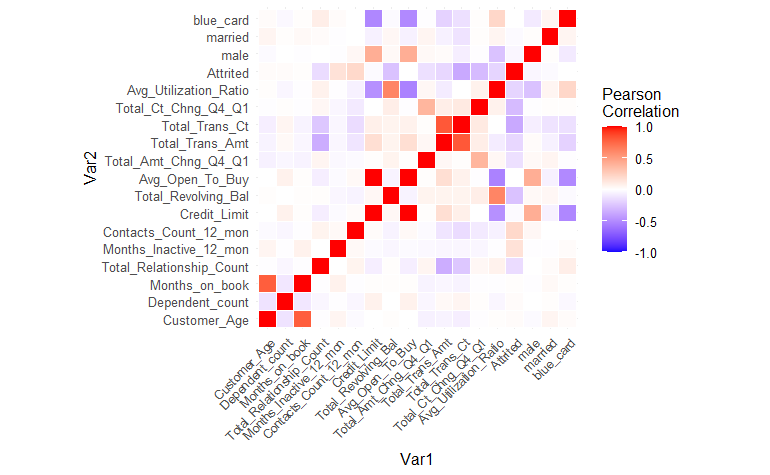 blue_card
married
male
Attrited
Avg_Utilization_Ratio
Total_Ct_Chng_Q4_Q1
Total_Trans_Ct
Total_Trans_Amt
Total_Amt_Chng_Q4_Q1
Avg_Open_To_Buy
Total_Revolving_Bal
Credit_Limit
Contacts_Count_12_mon
Months_Inactive_12_mon
Total_Relationship_Count
Months_on_book
Dependent_count
Customer_Age
Var2
Customer_Age
Dependent_count
Months_on_book
Total_Relationship_Count
Months_Inactive_12_mon
Contacts_Count_12_mon
Credit_Limit
Total_Revolving_Bal
Avg_Open_To_Buy
Total_Amt_Chng_Q4_Q1
Total_Trans_Amt
Total_Trans_Ct
Total_Ct_Chng_Q4_Q1
Avg_Utilization_Ratio
Attrited
male
married
blue_card
Var1
Pearson
Correlation
1.0
0.5
0.0
-0.5
-1.0